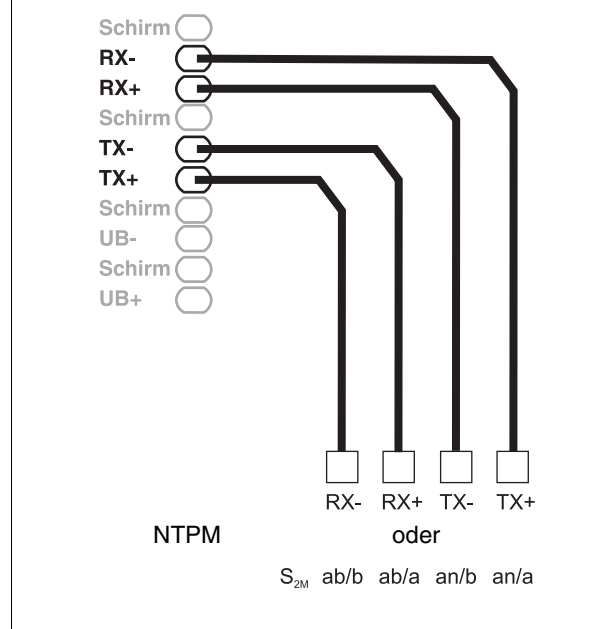 Schirm
RX-
RX+
Schirm
TX-
TX+
Schirm
UB-
Schirm
UB+
RX- RX+ TX- TX+
NTPM oder
S2M ab/b ab/a an/b an/a